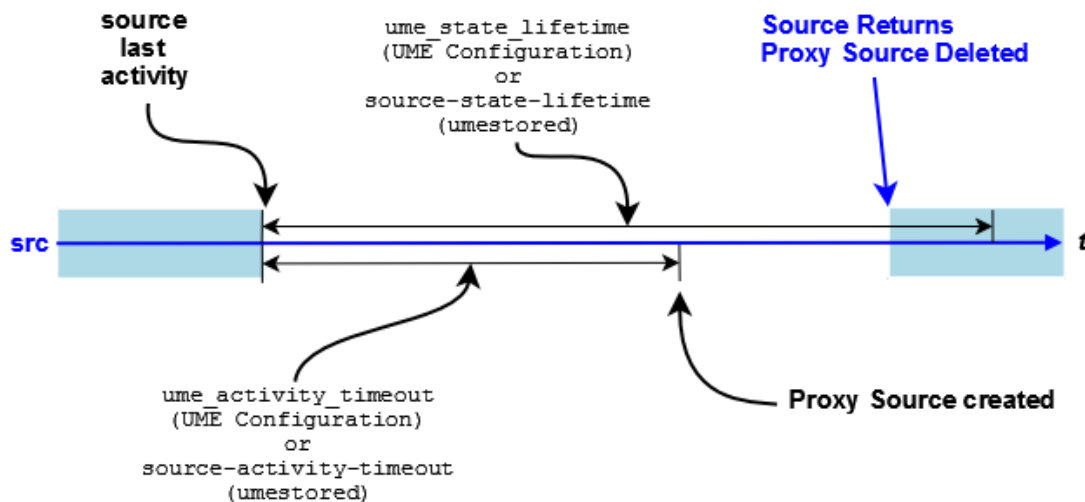 source
last
activity
ume_state_lifetime
(UME Configuration)
or
source-state-lifetime
(umestored)
Source Returns
Proxy Source Deleted
src
t
ume_activity_timeout
(UME Configuration)
or
source-activity-timeout
(umestored)
Proxy Source created